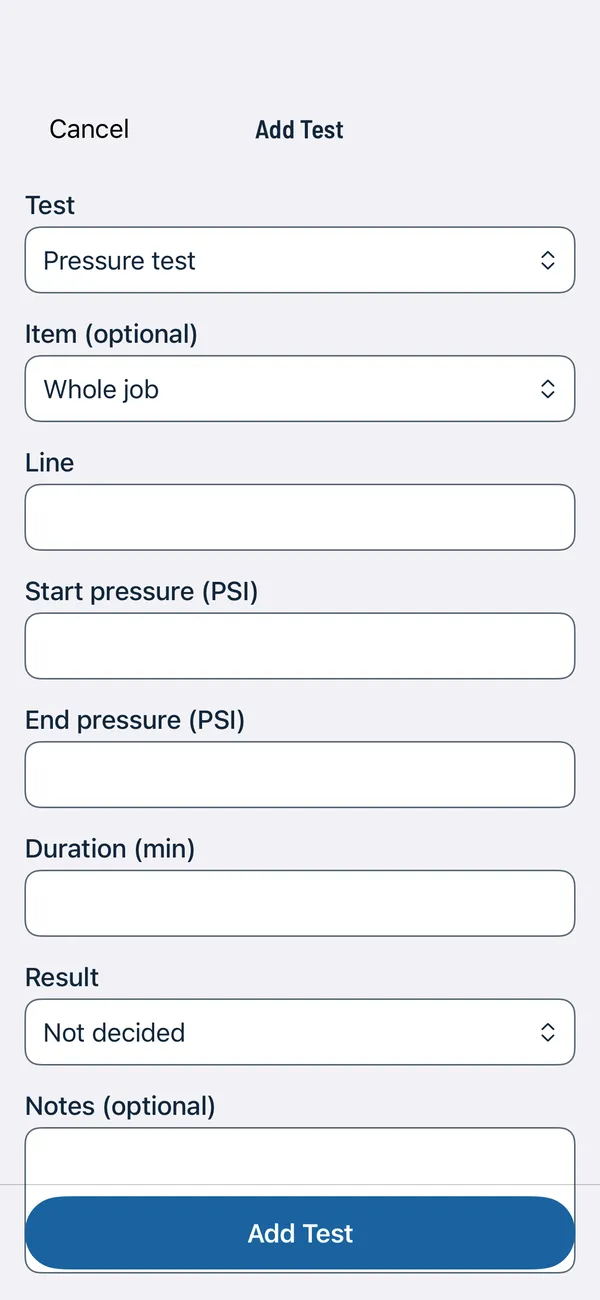 Cancel
Add Test
Test
Pressure test
Item (optional)
Whole job
Line
Start pressure (PSI)
End pressure (PSI)
Duration (min)
Result
Not decided
Notes (optional)
Add Test